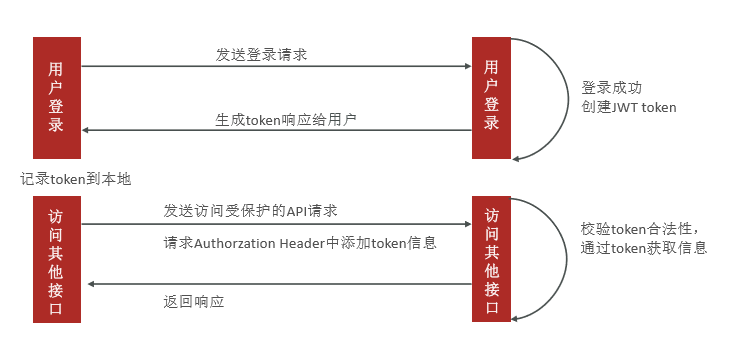 用户登录
发送登录请求
生成token响应给用户
用户登录
登录成功
创建JWT token
记录token到本地
访问其他接口
发送访问受保护的API请求
请求Authorzation Header中添加token信息
返回响应
访问其他接口
校验token合法性，
通过token获取信息